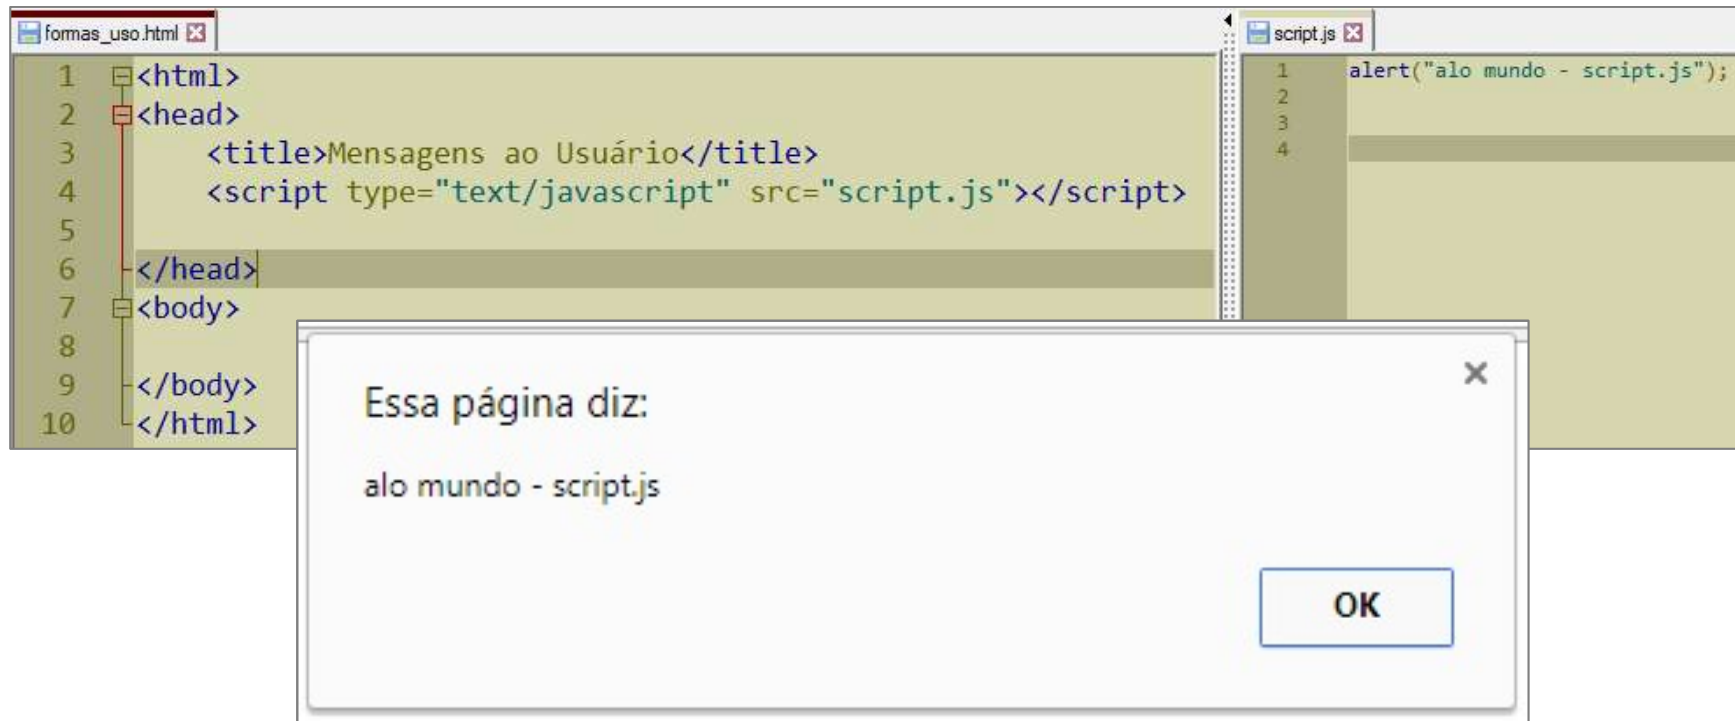 formas_uso.html
1 <html>
2 <head>
3 <title>Mensagens ao Usuário</title>
4 <script type="text/javascript" src="script.js"></script>
5
6 </head>
7 <body>
8
9 </body>
10 </html>
script.js
1 alert("alo mundo - script.js");
2
3
4
Essa página diz:
alo mundo - script.js
OK